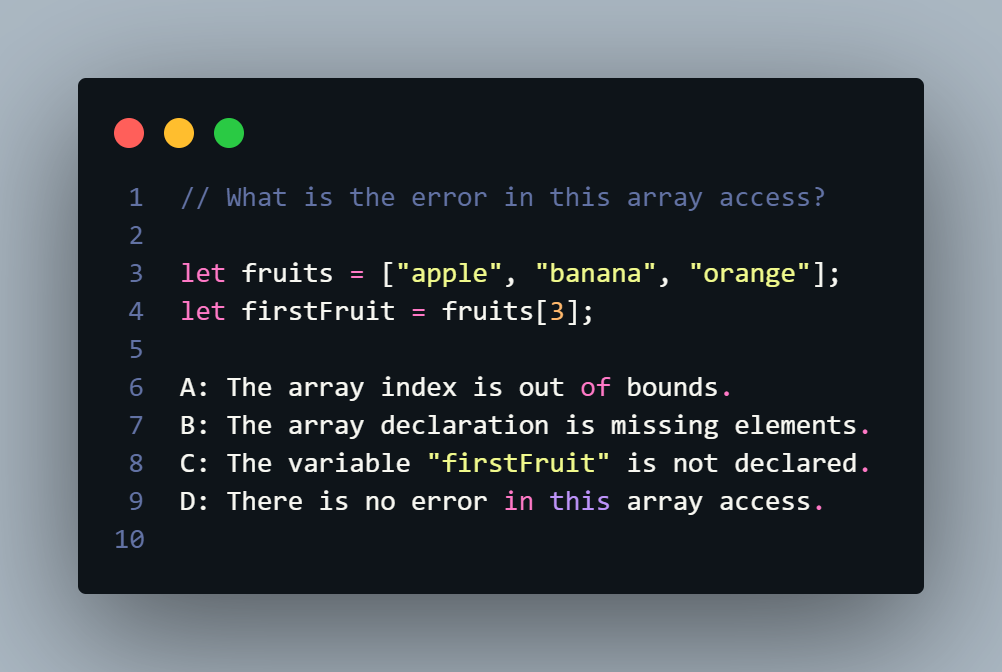 1 // What is the error in this array access?
2
3 let fruits = ["apple", "banana", "orange"];
4 let firstFruit = fruits[3];
5
6 A: The array index is out of bounds.
7 B: The array declaration is missing elements.
8 C: The variable "firstFruit" is not declared.
9 D: There is no error in this array access.
10